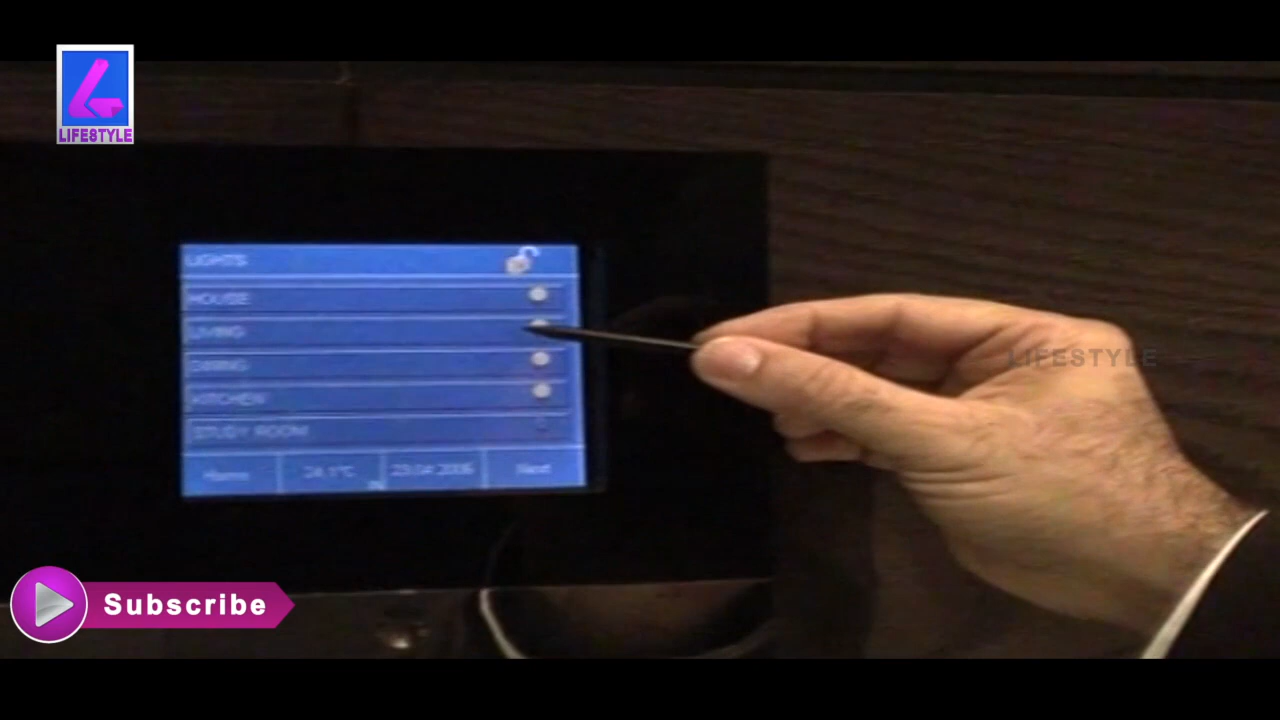 LIFESTYLE
LIGHTS
HOUSE
LIVING
DINING
KITCHEN
STUDY ROOM
Home 24.1°C 23.04.2006 Next
LIFESTYLE
Subscribe